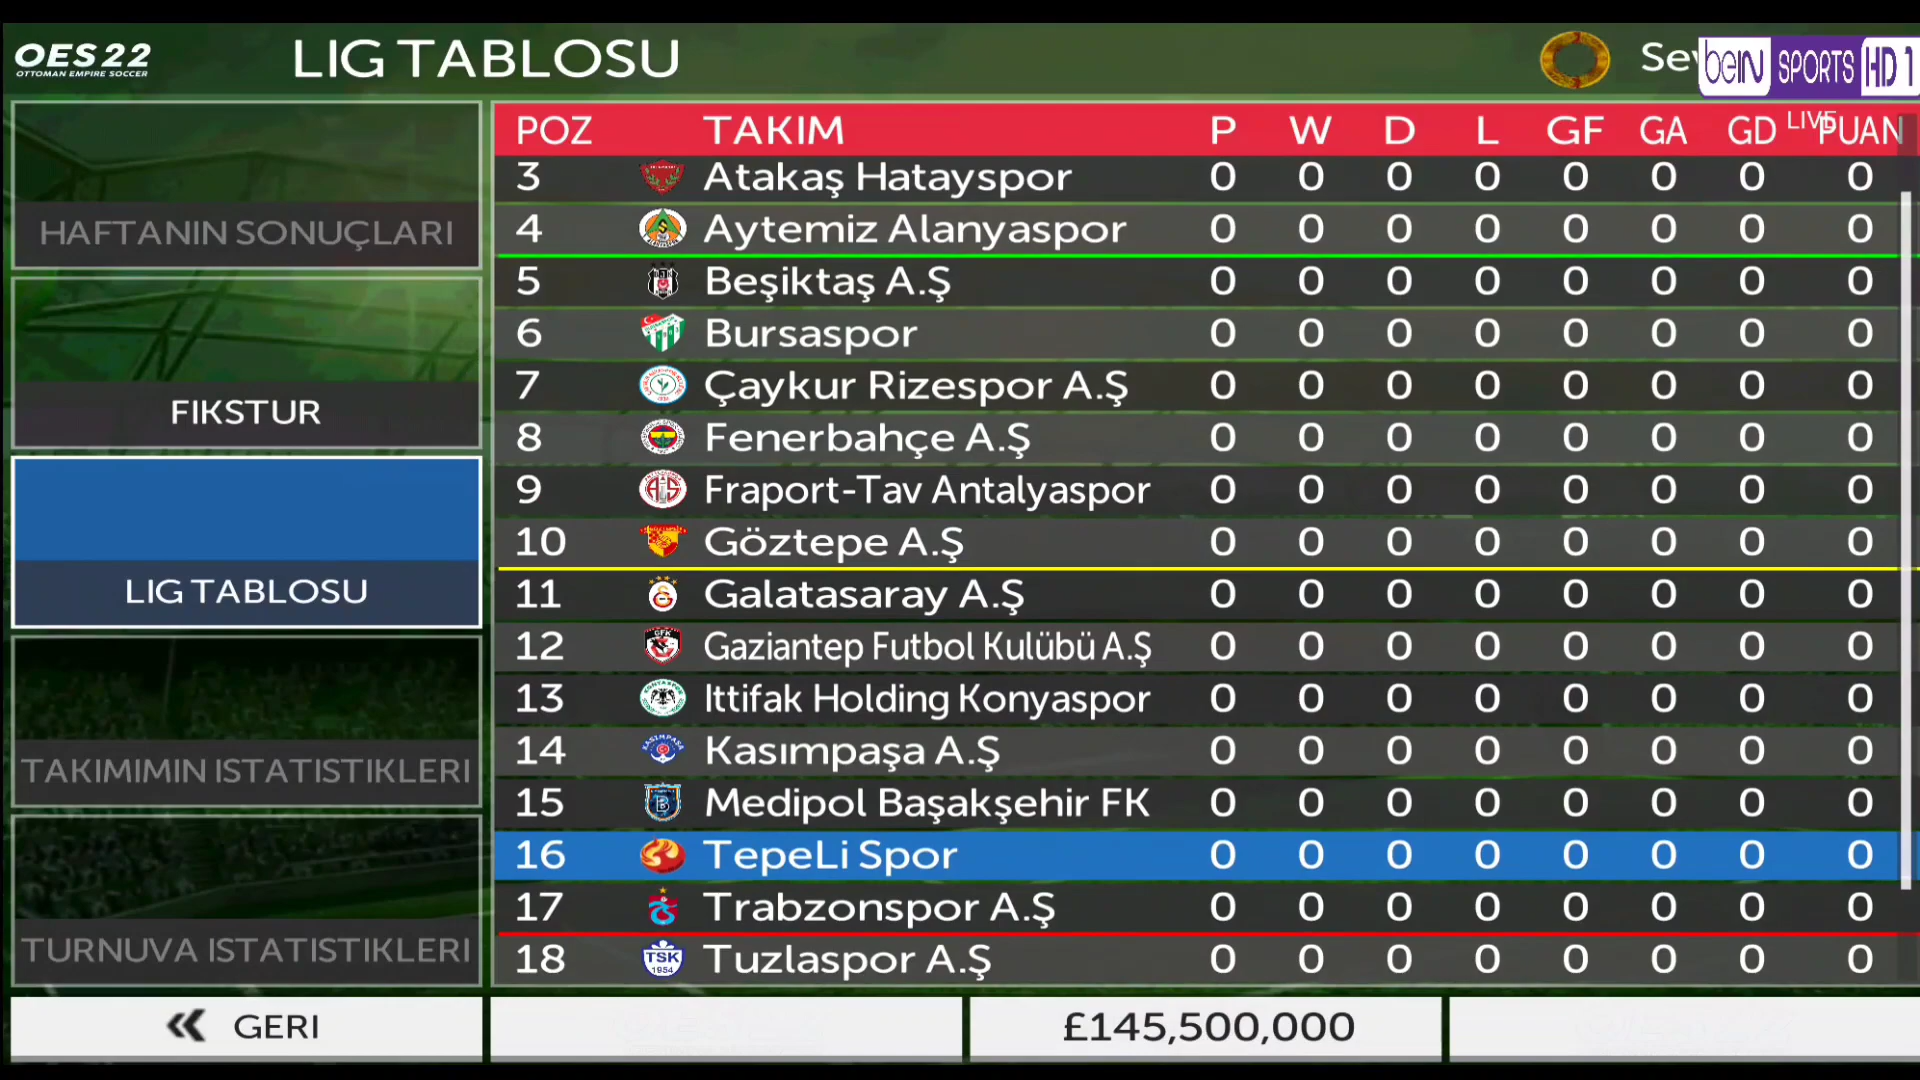 OES 22
OTTOMAN EMPIRE SOCCER
LIG TABLOSU
beIN SPORTS HD 1
LIVE
HAFTANIN SONUÇLARI
FIKSTUR
LIG TABLOSU
TAKIMIMIN ISTATISTIKLERI
TURNUVA ISTATISTIKLERI
POZ TAKIM P W D L GF GA GD PUAN
3 Atakaş Hatayspor 0 0 0 0 0 0 0 0
4 Aytemiz Alanyaspor 0 0 0 0 0 0 0 0
5 Beşiktaş A.Ş 0 0 0 0 0 0 0 0
6 Bursaspor 0 0 0 0 0 0 0 0
7 Çaykur Rizespor A.Ş 0 0 0 0 0 0 0 0
8 Fenerbahçe A.Ş 0 0 0 0 0 0 0 0
9 Fraport-Tav Antalyaspor 0 0 0 0 0 0 0 0
10 Göztepe A.Ş 0 0 0 0 0 0 0 0
11 Galatasaray A.Ş 0 0 0 0 0 0 0 0
12 Gaziantep Futbol Kulübü A.Ş 0 0 0 0 0 0 0 0
13 Ittifak Holding Konyaspor 0 0 0 0 0 0 0 0
14 Kasımpaşa A.Ş 0 0 0 0 0 0 0 0
15 Medipol Başakşehir FK 0 0 0 0 0 0 0 0
16 TepeLi Spor 0 0 0 0 0 0 0 0
17 Trabzonspor A.Ş 0 0 0 0 0 0 0 0
18 TSK 1954 Tuzlaspor A.Ş 0 0 0 0 0 0 0 0
GERI
£145,500,000